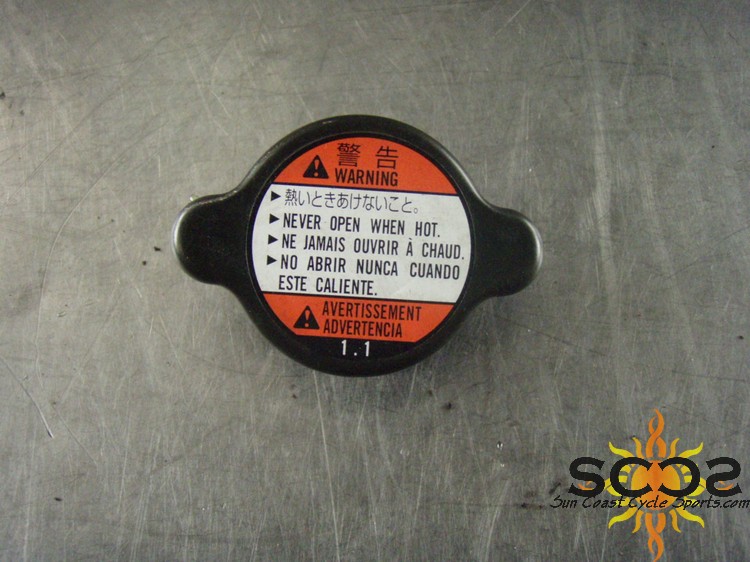 警告
WARNING
▶熱いときあけないこと。
▶NEVER OPEN WHEN HOT.
▶NE JAMAIS OUVRIR À CHAUD.
▶NO ABRIR NUNCA CUANDO
ESTE CALIENTE.
AVERTISSEMENT
ADVERTENCIA
1.1
SCCS
Sun Coast Cycle Sports.com